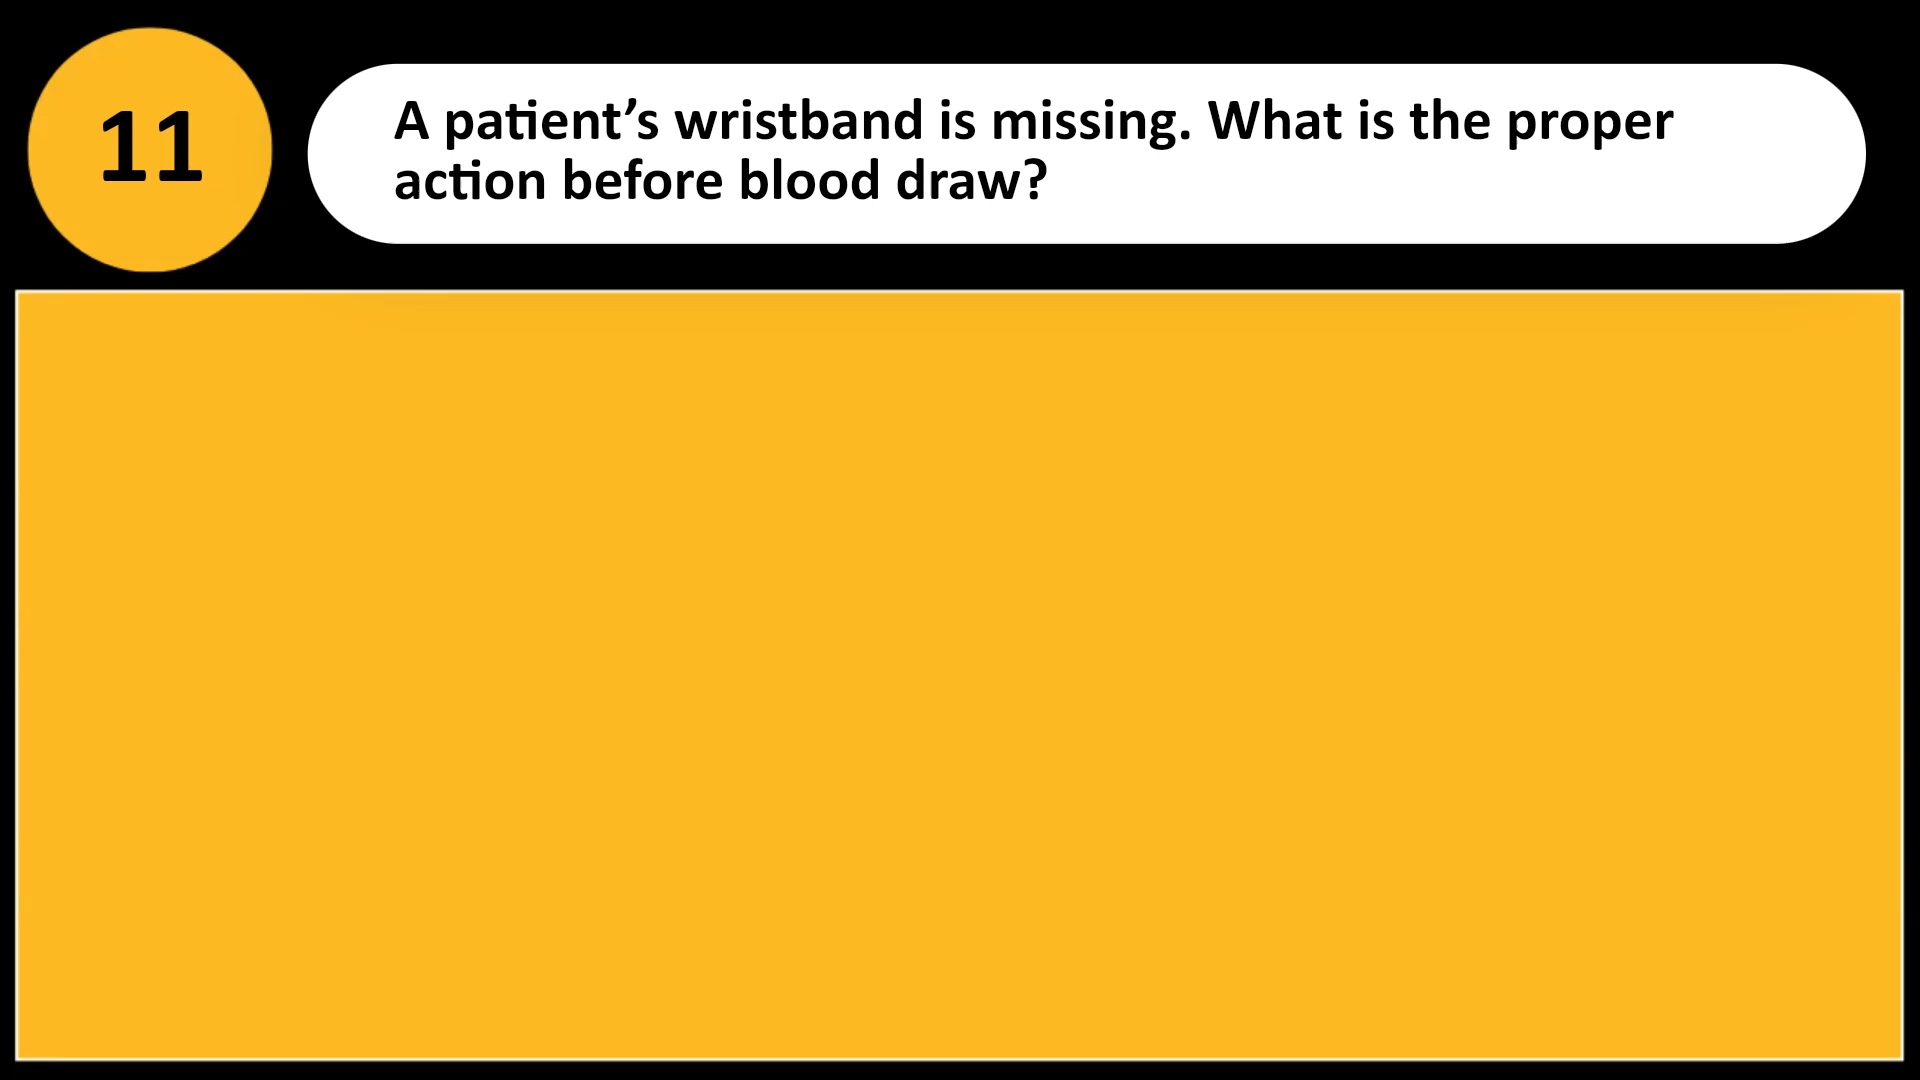 11
A patient’s wristband is missing. What is the proper
action before blood draw?